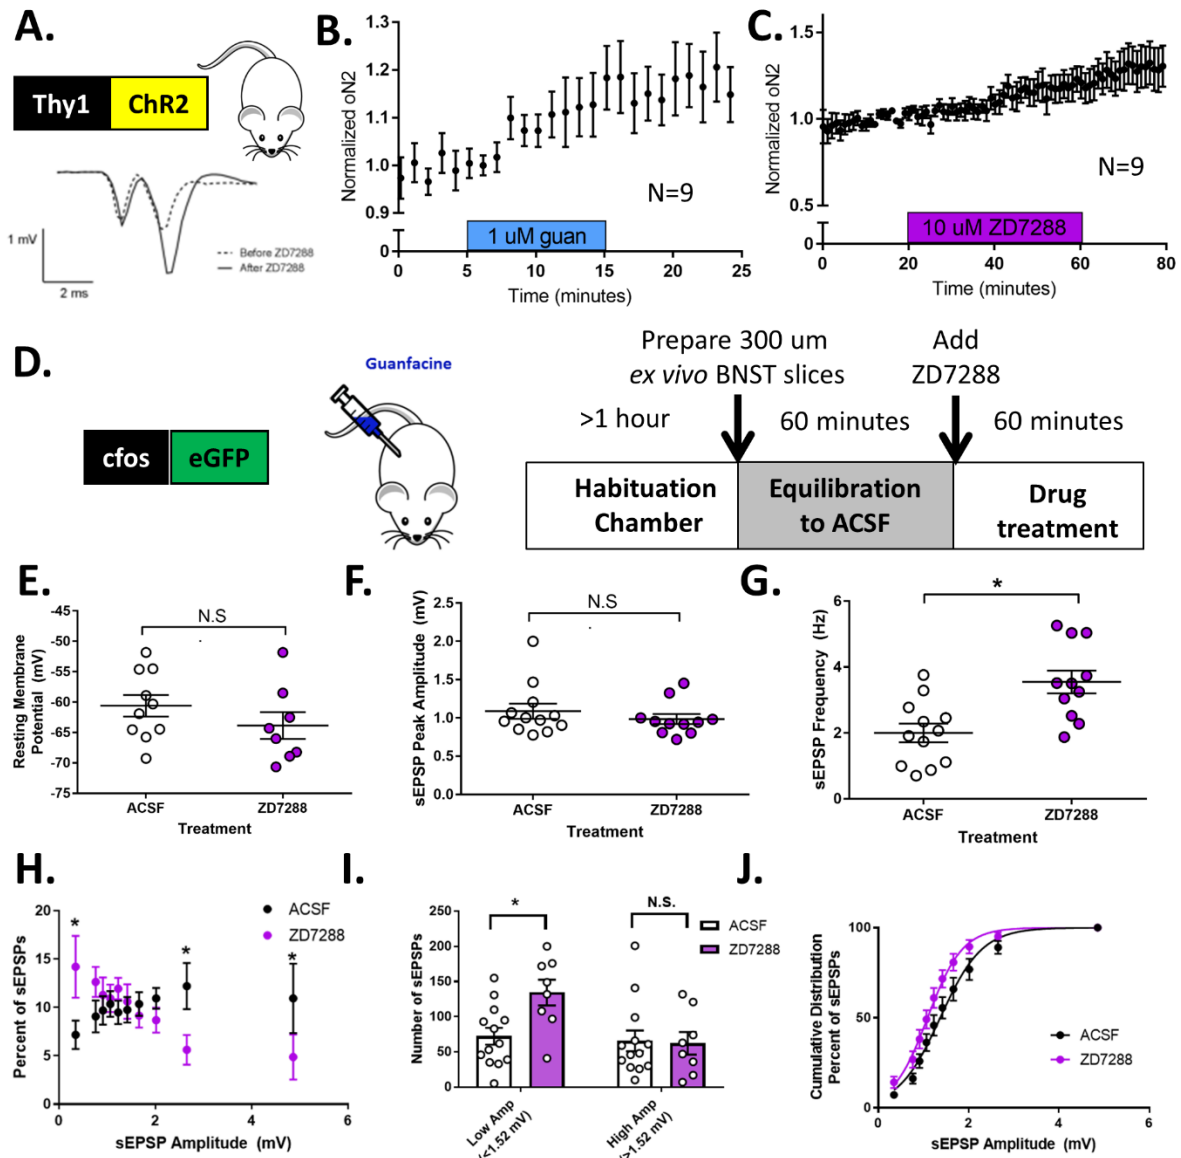 A.
Thy1 ChR2
1 mV
2 ms
Before ZD7288
After ZD7288
B.
Normalized oN2
1.3
1.2
1.1
1.0
0.9
0
N=9
1 uM guan
0 5 10 15 20 25
Time (minutes)
C.
Normalized oN2
1.5
1.0
0.5
0
N=9
10 uM ZD7288
0 20 40 60 80
Time (minutes)
D.
cfos eGFP
Guanfacine
Prepare 300 um
ex vivo BNST slices
Add
ZD7288
>1 hour 60 minutes 60 minutes
Habituation
Chamber
Equilibration
to ACSF
Drug
treatment
E.
Resting Membrane
Potential (mV)
-45
-50
-55
-60
-65
-70
-75
N.S
ACSF ZD7288
Treatment
F.
sEPSP Peak Amplitude (mV)
2.5
2.0
1.5
1.0
0.5
0.0
N.S
ACSF ZD7288
Treatment
G.
sEPSP Frequency (Hz)
6
4
2
0
*
ACSF ZD7288
Treatment
H.
Percent of sEPSPs
20
15
10
5
0
* * *
ACSF
ZD7288
0 2 4 6
sEPSP Amplitude (mV)
I.
Number of sEPSPs
250
200
150
100
50
0
*
N.S.
ACSF
ZD7288
Low Amp
(<1.52 mV)
High Amp
(>1.52 mV)
J.
Cumulative Distribution
Percent of sEPSPs
100
50
0
ACSF
ZD7288
0 2 4 6
sEPSP Amplitude (mV)